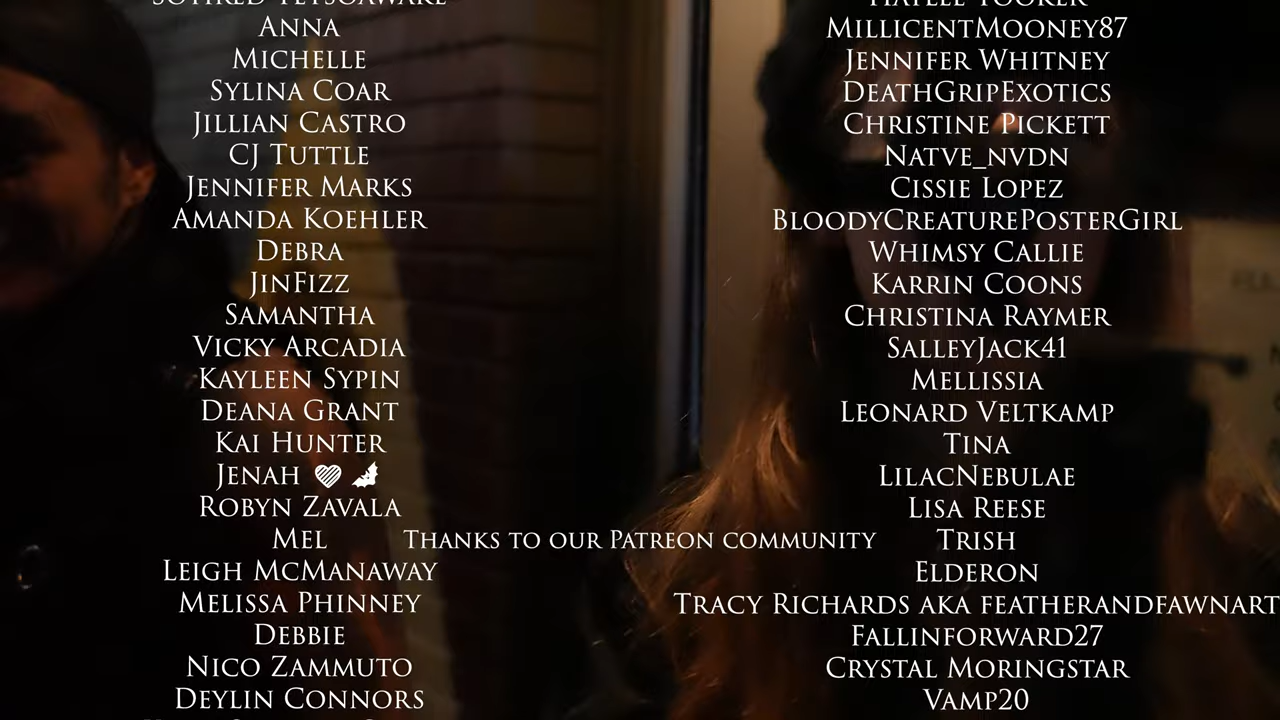 Anna
Michelle
Sylina Coar
Jillian Castro
CJ Tuttle
Jennifer Marks
Amanda Koehler
Debra
JinFizz
Samantha
Vicky Arcadia
Kayleen Sypin
Deana Grant
Kai Hunter
Jenah 
Robyn Zavala
Mel
Leigh McManaway
Melissa Phinney
Debbie
Nico Zammuto
Deylin Connors
Thanks to our Patreon community
MillicentMooney87
Jennifer Whitney
DeathGripExotics
Christine Pickett
Natve_nvdn
Cissie Lopez
BloodyCreaturePosterGirl
Whimsy Callie
Karrin Coons
Christina Raymer
SalleyJack41
Mellissia
Leonard Veltkamp
Tina
LilacNebulae
Lisa Reese
Trish
Elderon
Tracy Richards aka featherandfawnart
Fallinforward27
Crystal Moringstar
Vamp20